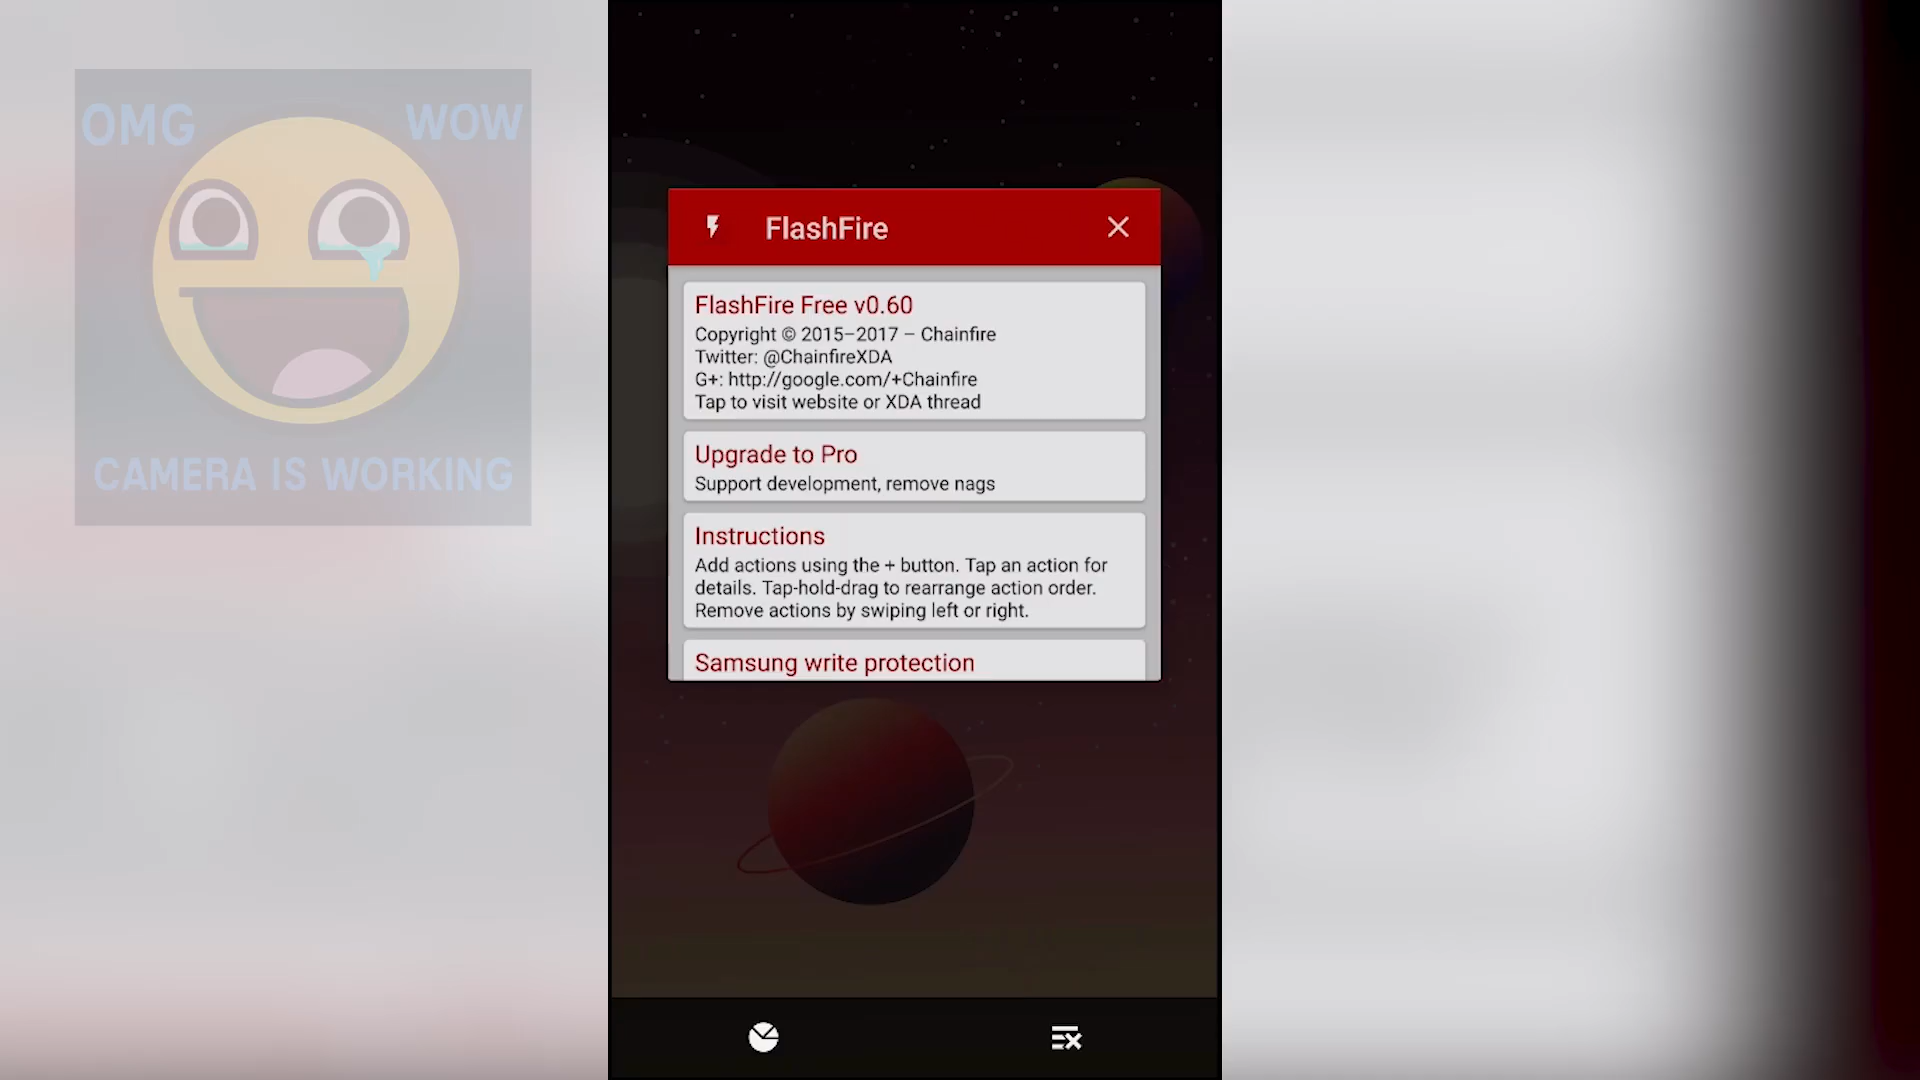 OMG WOW
CAMERA IS WORKING
FlashFire
FlashFire Free v0.60
Copyright © 2015–2017 – Chainfire
Twitter: @ChainfireXDA
G+: http://google.com/+Chainfire
Tap to visit website or XDA thread
Upgrade to Pro
Support development, remove nags
Instructions
Add actions using the + button. Tap an action for
details. Tap-hold-drag to rearrange action order.
Remove actions by swiping left or right.
Samsung write protection